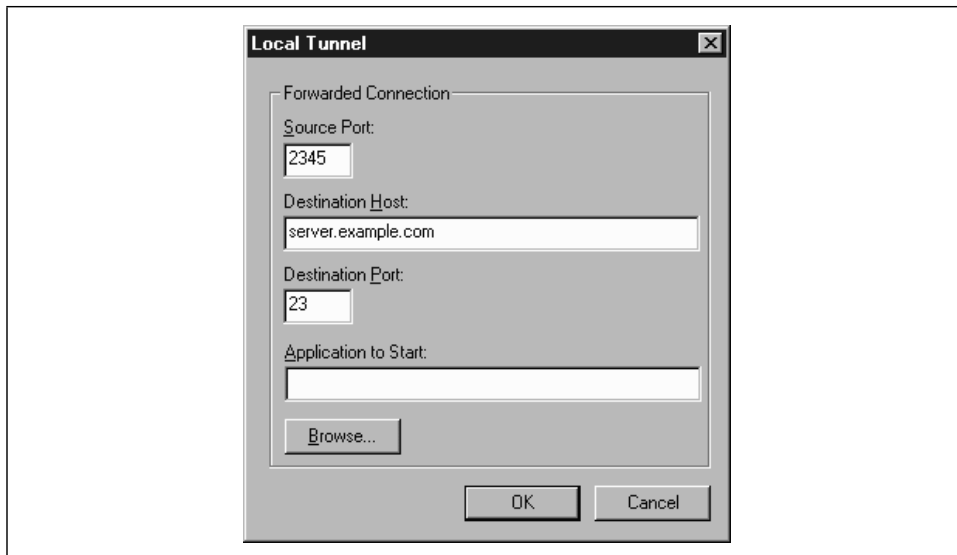 Local Tunnel
Forwarded Connection
Source Port:
2345
Destination Host:
server.example.com
Destination Port:
23
Application to Start:
Browse...
OK Cancel